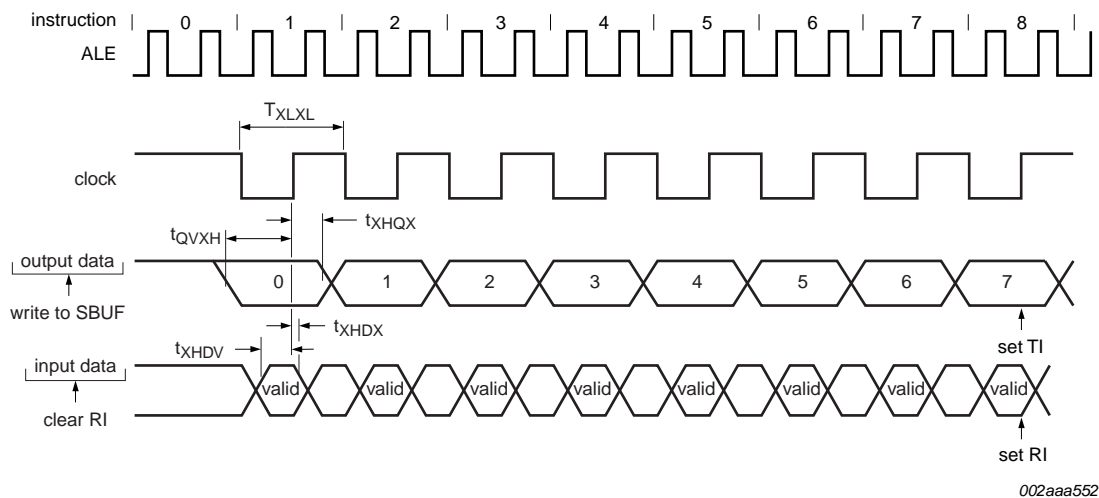 instruction 0 1 2 3 4 5 6 7 8
ALE
TXLXL
clock
tXHQX
tQVXH
output data 0 1 2 3 4 5 6 7
write to SBUF
tXHDX
set TI
tXHDV
input data valid valid valid valid valid valid valid valid
clear RI
set RI
002aaa552